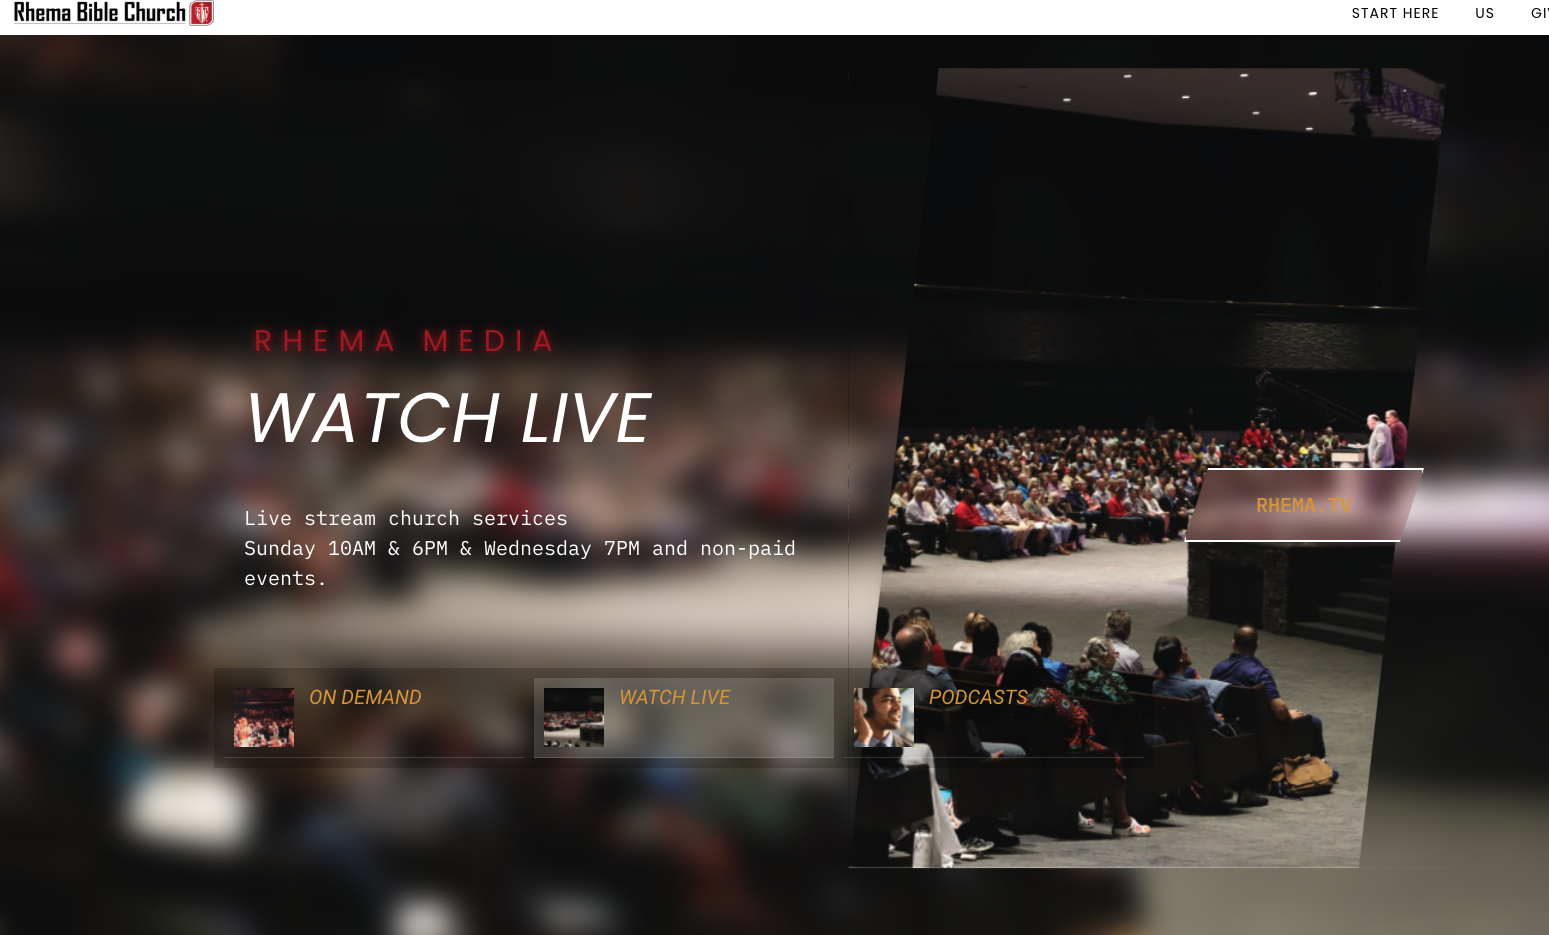 Rhema Bible Church
START HERE US
RHEMA MEDIA
WATCH LIVE
Live stream church services
Sunday 10AM & 6PM & Wednesday 7PM and non-paid
events.
RHEMA.TV
ON DEMAND WATCH LIVE PODCASTS